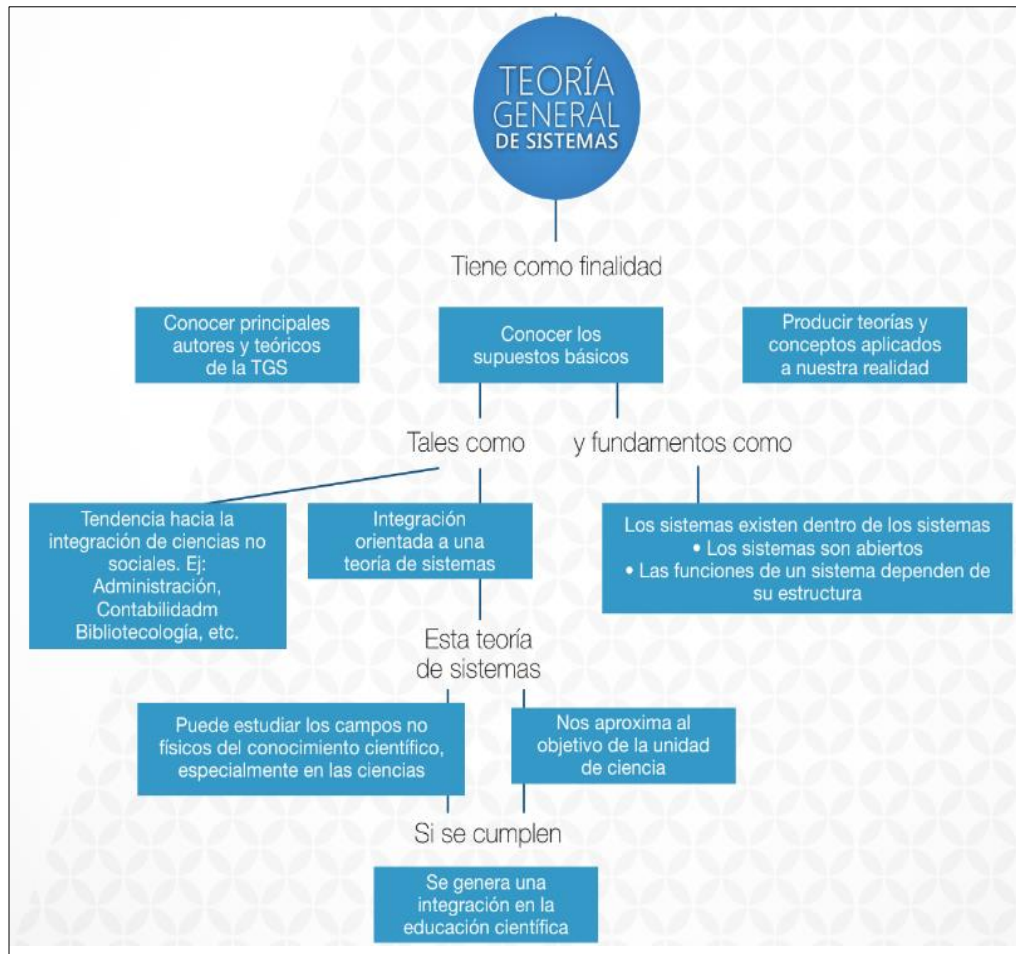 TEORÍA
GENERAL
DE SISTEMAS
Tiene como finalidad
Conocer principales
autores y teóricos
de la TGS
Conocer los
supuestos básicos
Producir teorías y
conceptos aplicados
a nuestra realidad
Tales como
y fundamentos como
Tendencia hacia la
integración de ciencias no
sociales. Ej:
Administración,
Contabilidadm
Bibliotecología, etc.
Integración
orientada a una
teoría de sistemas
Los sistemas existen dentro de los sistemas
• Los sistemas son abiertos
• Las funciones de un sistema dependen de
su estructura
Esta teoría
de sistemas
Puede estudiar los campos no
físicos del conocimiento científico,
especialmente en las ciencias
Nos aproxima al
objetivo de la unidad
de ciencia
Si se cumplen
Se genera una
integración en la
educación científica